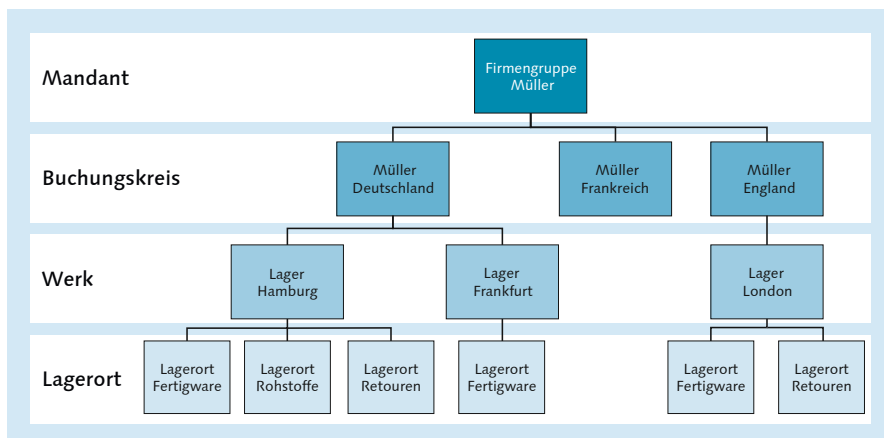 Mandant
Firmengruppe
Müller
Buchungskreis
Müller
Deutschland
Müller
Frankreich
Müller
England
Werk
Lager
Hamburg
Lager
Frankfurt
Lager
London
Lagerort
Lagerort
Fertigware
Lagerort
Rohstoffe
Lagerort
Retouren
Lagerort
Fertigware
Lagerort
Fertigware
Lagerort
Retouren